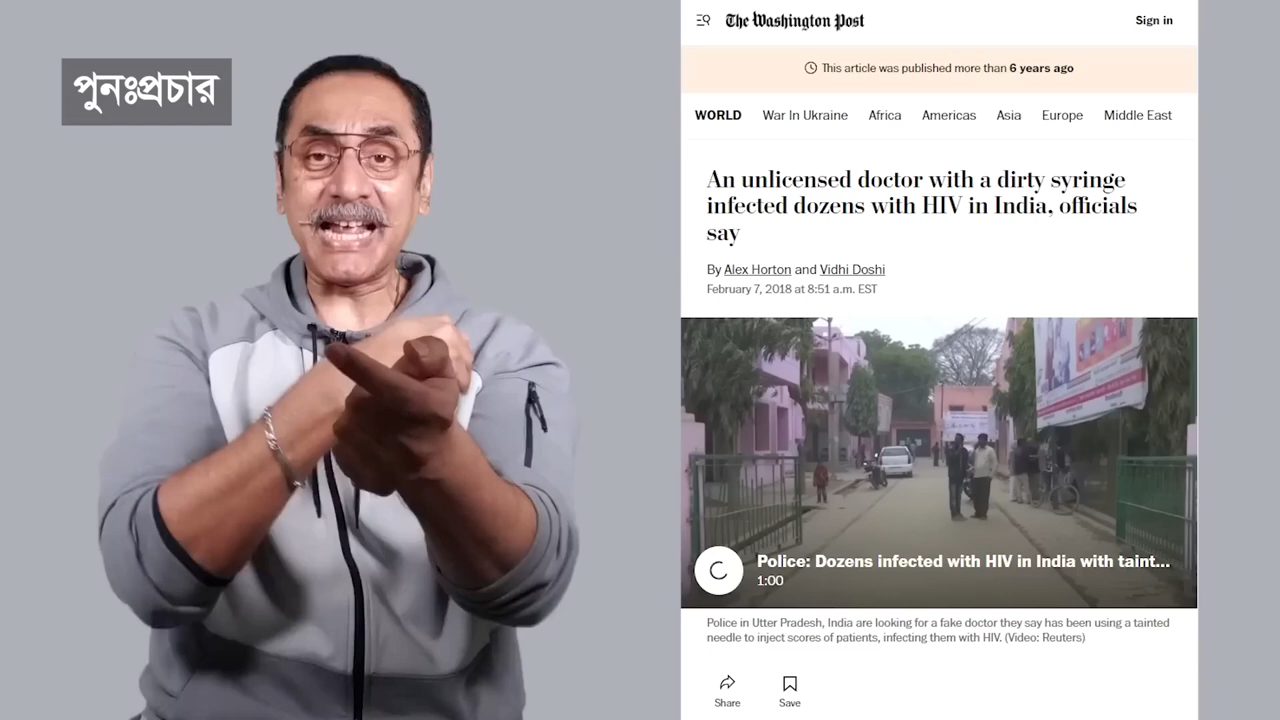 পুনঃপ্রচার
The Washington Post
Sign in
This article was published more than 6 years ago
WORLD War In Ukraine Africa Americas Asia Europe Middle East
An unlicensed doctor with a dirty syringe
infected dozens with HIV in India, officials
say
By Alex Horton and Vidhi Doshi
February 7, 2018 at 8:51 a.m. EST
Police: Dozens infected with HIV in India with taint...
1:00
Police in Utter Pradesh, India are looking for a fake doctor they say has been using a tainted
needle to inject scores of patients, infecting them with HIV. (Video: Reuters)
Share Save